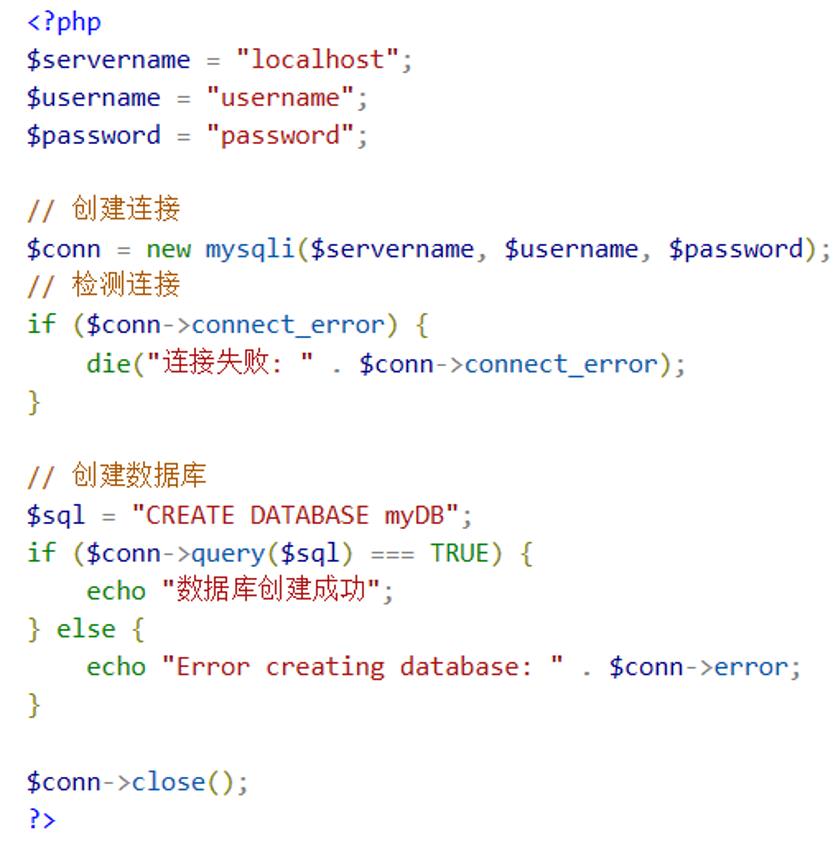 <?php
$servername = "localhost";
$username = "username";
$password = "password";
// 创建连接
$conn = new mysqli($servername, $username, $password);
// 检测连接
if ($conn->connect_error) {
    die("连接失败: " . $conn->connect_error);
}
// 创建数据库
$sql = "CREATE DATABASE myDB";
if ($conn->query($sql) === TRUE) {
    echo "数据库创建成功";
} else {
    echo "Error creating database: " . $conn->error;
}
$conn->close();
?>